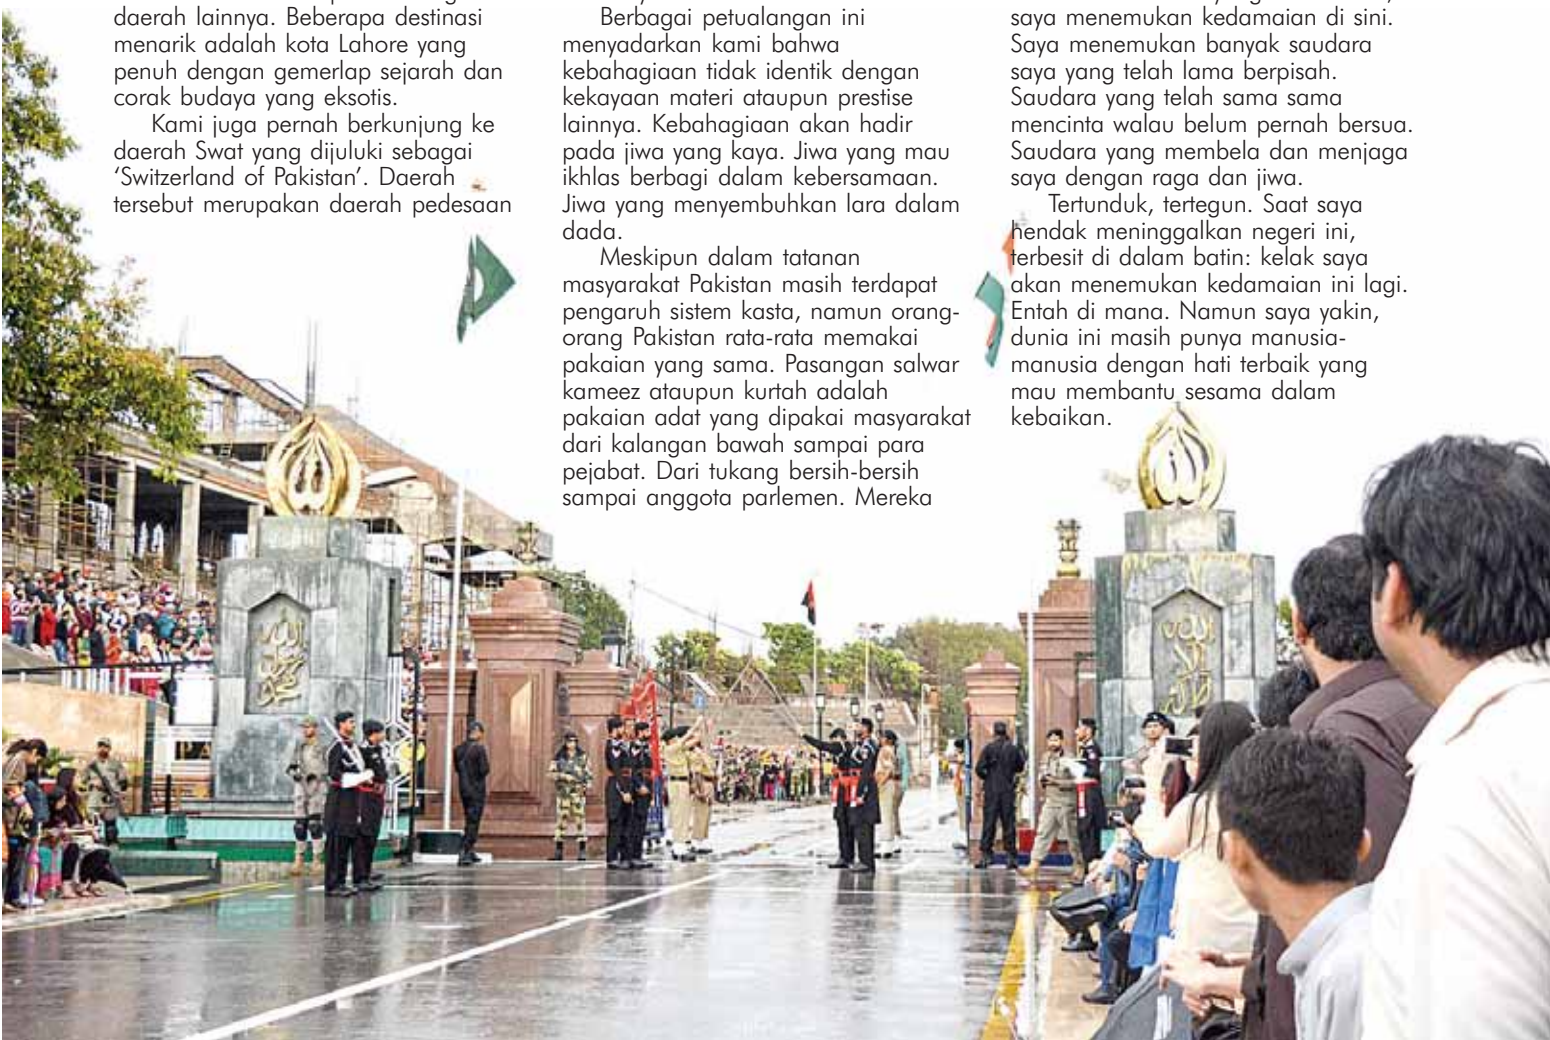 daerah lainnya. Beberapa destinasi
menarik adalah kota Lahore yang
penuh dengan gemerlap sejarah dan
corak budaya yang eksotis.
Kami juga pernah berkunjung ke
daerah Swat yang dijuluki sebagai
‘Switzerland of Pakistan’. Daerah
tersebut merupakan daerah pedesaan
Berbagai petualangan ini
menyadarkan kami bahwa
kebahagiaan tidak identik dengan
kekayaan materi ataupun prestise
lainnya. Kebahagiaan akan hadir
pada jiwa yang kaya. Jiwa yang mau
ikhlas berbagi dalam kebersamaan.
Jiwa yang menyembuhkan lara dalam
dada.
Meskipun dalam tatanan
masyarakat Pakistan masih terdapat
pengaruh sistem kasta, namun orang-
orang Pakistan rata-rata memakai
pakaian yang sama. Pasangan salwar
kameez ataupun kurtah adalah
pakaian adat yang dipakai masyarakat
dari kalangan bawah sampai para
pejabat. Dari tukang bersih-bersih
sampai anggota parlemen. Mereka
saya menemukan kedamaian di sini.
Saya menemukan banyak saudara
saya yang telah lama berpisah.
Saudara yang telah sama sama
mencinta walau belum pernah bersua.
Saudara yang membela dan menjaga
saya dengan raga dan jiwa.
Tertunduk, tertegun. Saat saya
hendak meninggalkan negeri ini,
terbesit di dalam batin: kelak saya
akan menemukan kedamaian ini lagi.
Entah di mana. Namun saya yakin,
dunia ini masih punya manusia-
manusia dengan hati terbaik yang
mau membantu sesama dalam
kebaikan.
الله